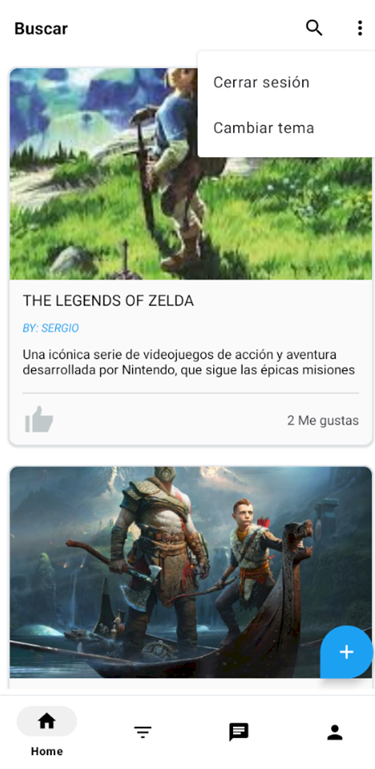 Buscar
Cerrar sesión
Cambiar tema
THE LEGENDS OF ZELDA
BY: SERGIO
Una icónica serie de videojuegos de acción y aventura
desarrollada por Nintendo, que sigue las épicas misiones
2 Me gustas
Home